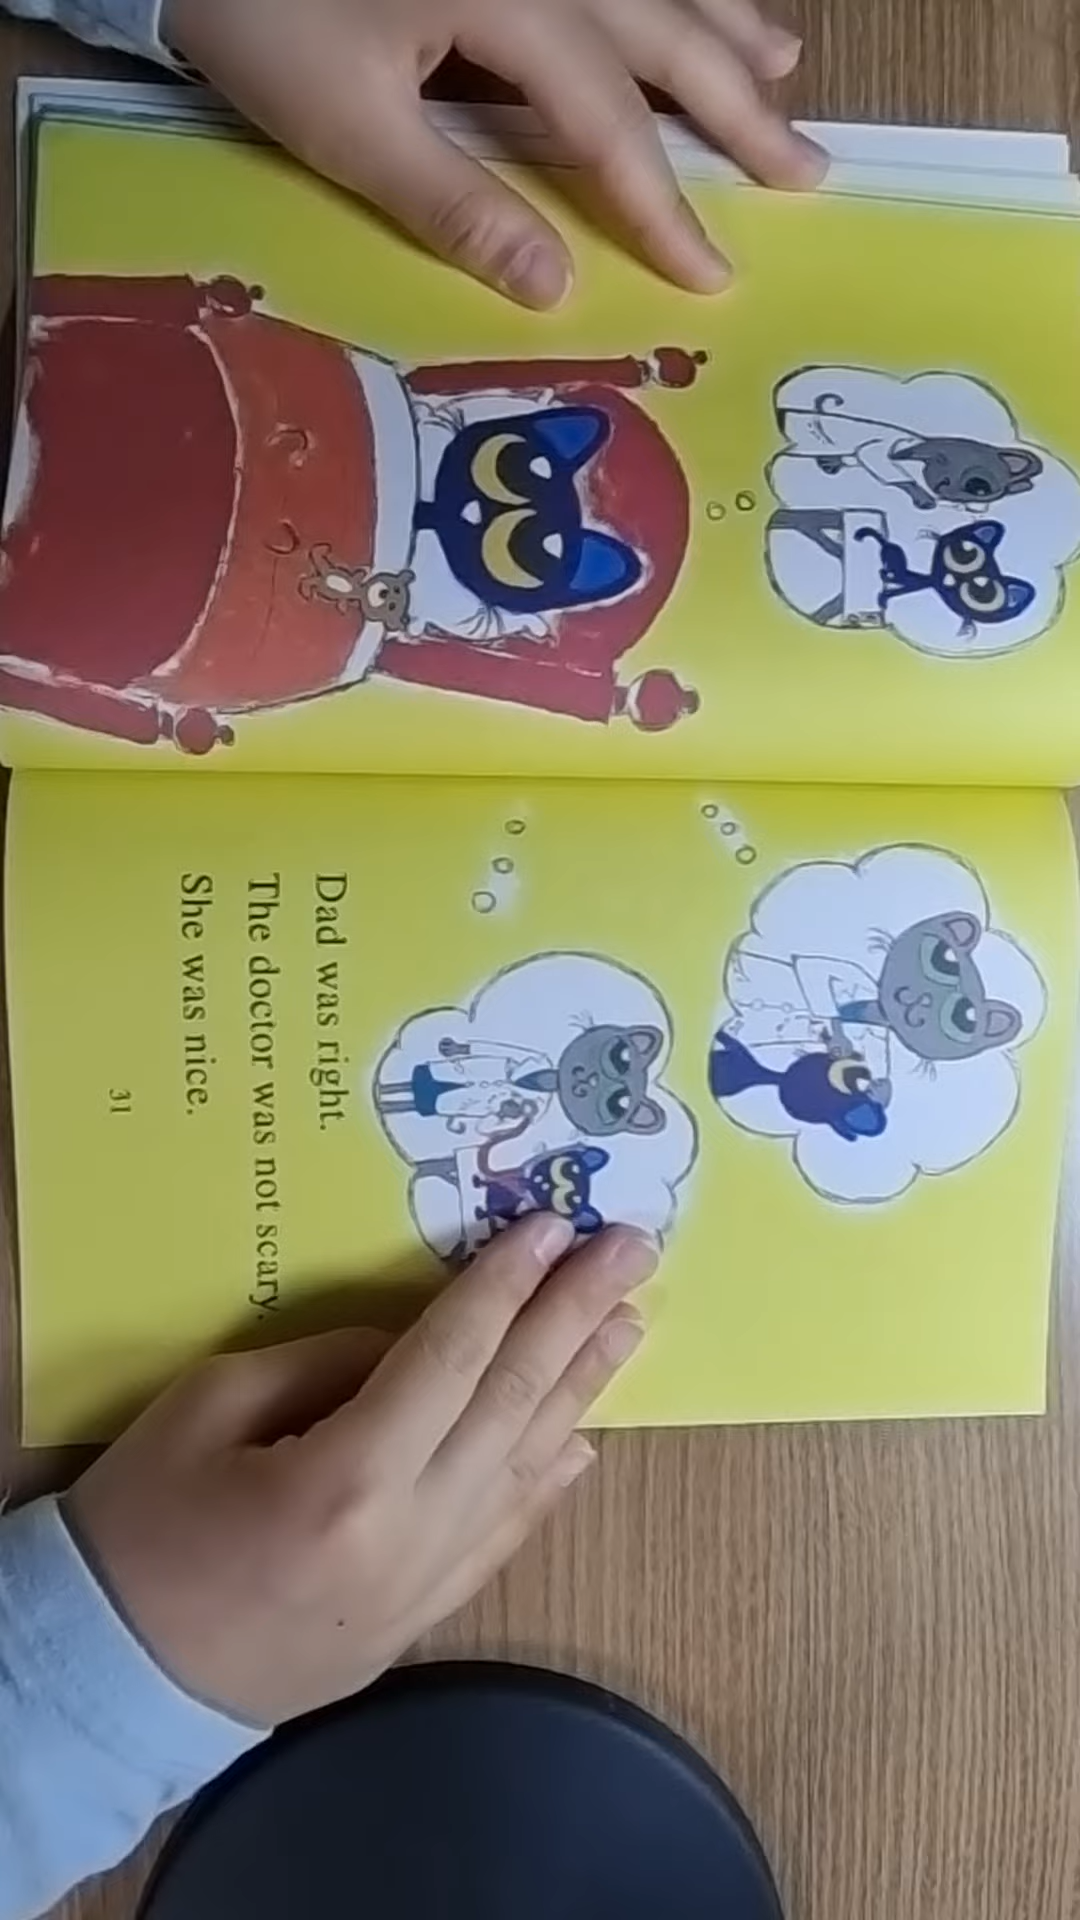 Dad was right.
The doctor was not scary.
She was nice.
31